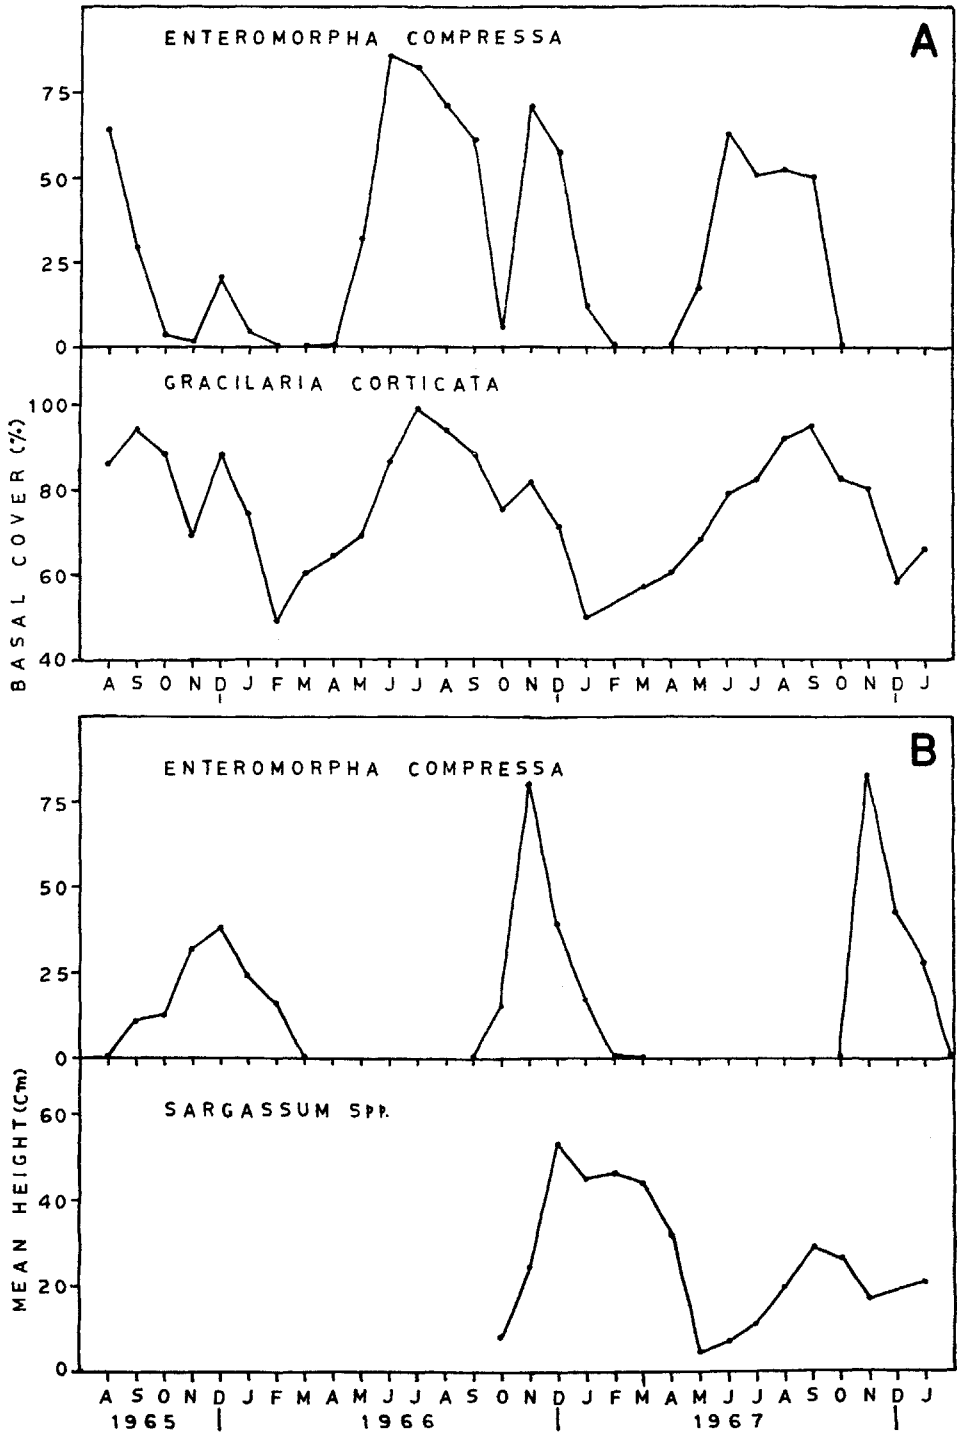 ENTEROMORPHA COMPRESSA
A
75
50
25
0
GRACILARIA CORTICATA
100
80
60
40
BASAL COVER (%)
A S O N D J F M A M J J A S O N D J F M A M J J A S O N D J
ENTEROMORPHA COMPRESSA
B
75
50
25
0
SARGASSUM Spp.
60
40
20
0
MEAN HEIGHT (Cm)
A S O N D J F M A M J J A S O N D J F M A M J J A S O N D J
1965 1966 1967